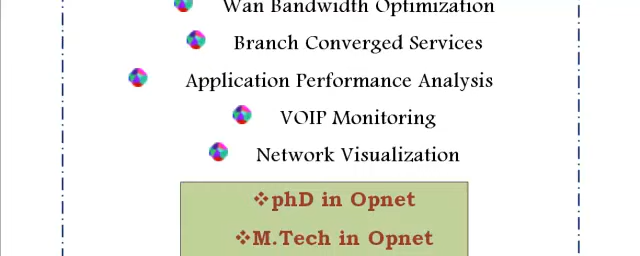 Wan Bandwidth Optimization
Branch Converged Services
Application Performance Analysis
VOIP Monitoring
Network Visualization
❖phD in Opnet
❖M.Tech in Opnet